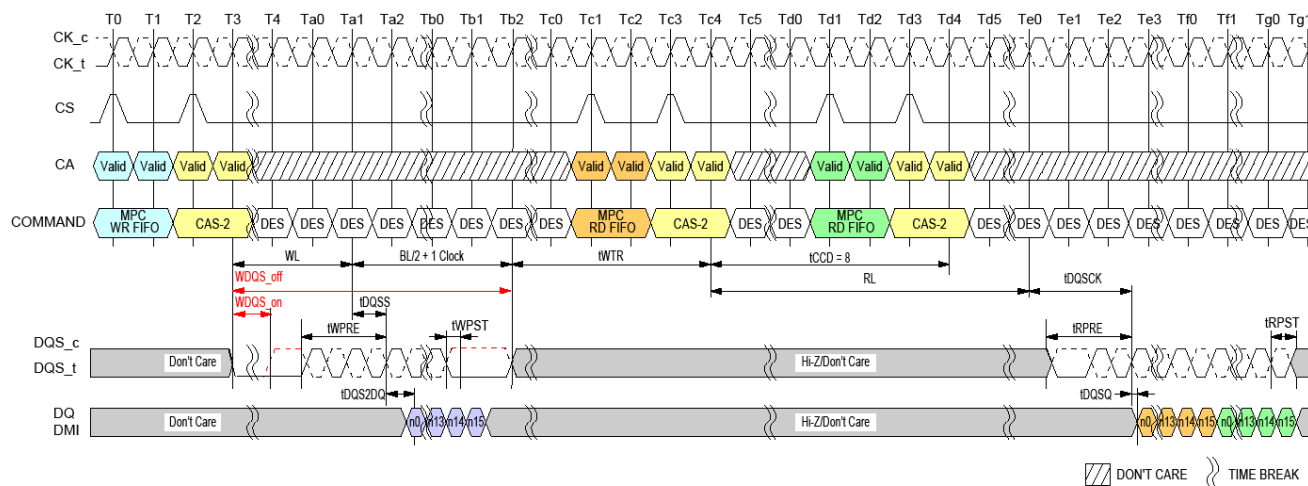 T0 T1 T2 T3 T4 Ta0 Ta1 Ta2 Tb0 Tb1 Tb2 Tc0 Tc1 Tc2 Tc3 Tc4 Td0 Td1 Td2 Td3 Td4 Td5 Te0 Te1 Te2 Te3 Tf0 Tf1 Tg0 Tg1
CK_c
CK_t
CS
CA Valid Valid Valid Valid Valid Valid Valid Valid Valid Valid Valid Valid
COMMAND MPC WR FIFO CAS-2 DES DES DES DES DES DES DES DES MPC RD FIFO CAS-2 DES DES MPC RD FIFO CAS-2 DES DES DES DES DES DES DES DES DES
WL BL/2 + 1 Clock tWTR tCCD = 8
WDQS_off RL tDQSCK
WDQS_on tDQSS
tWPRE tWPST tRPRE tRPST
DQS_c
DQS_t Don't Care Hi-Z/Don't Care
tDQS2DQ tDQSQ
DQ
DMI Don't Care n0 n13 n14 n15 Hi-Z/Don't Care n0 n13 n14 n15 n0 n13 n14 n15
DON'T CARE TIME BREAK